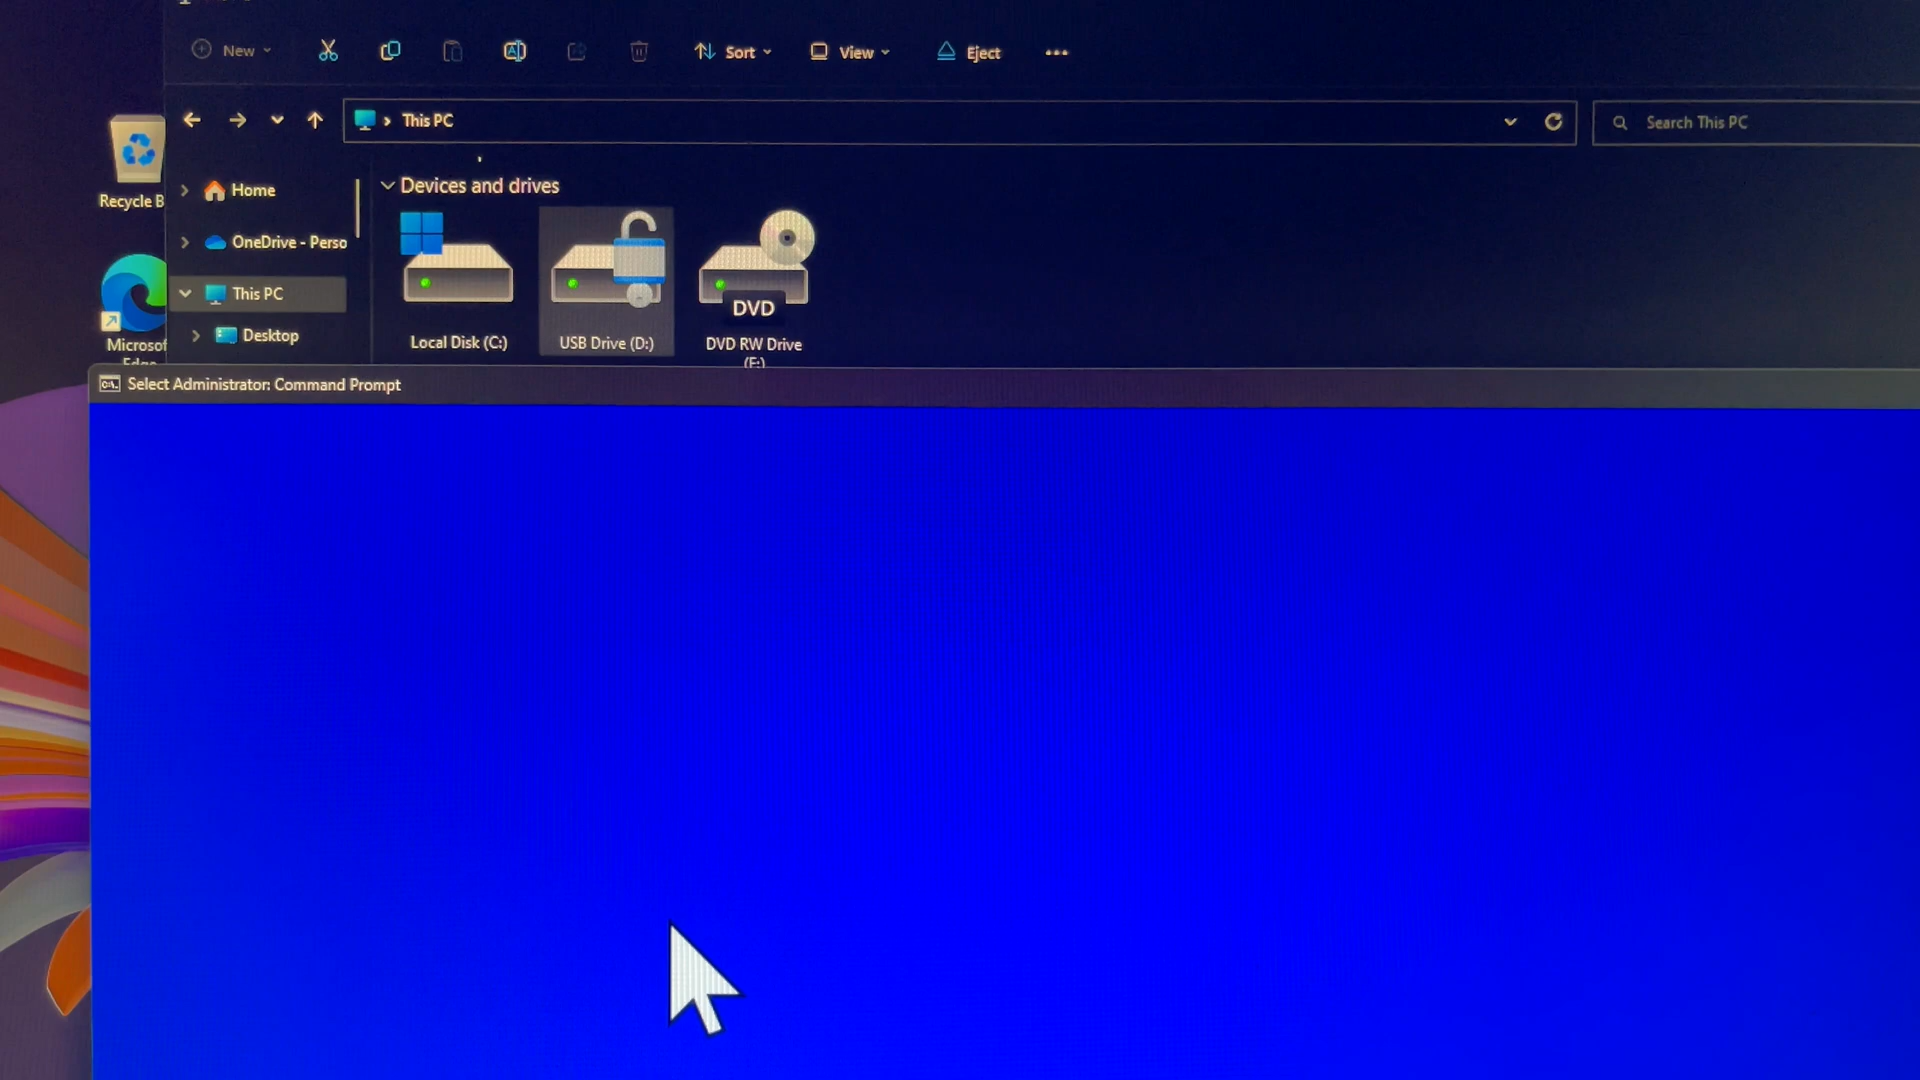 New
Sort
View
Eject
This PC
Search This PC
Recycle B
Home
Devices and drives
OneDrive - Perso
This PC
DVD
Desktop
Local Disk (C:)
USB Drive (D:)
DVD RW Drive
(E:)
Microsof
Edge
Select Administrator: Command Prompt